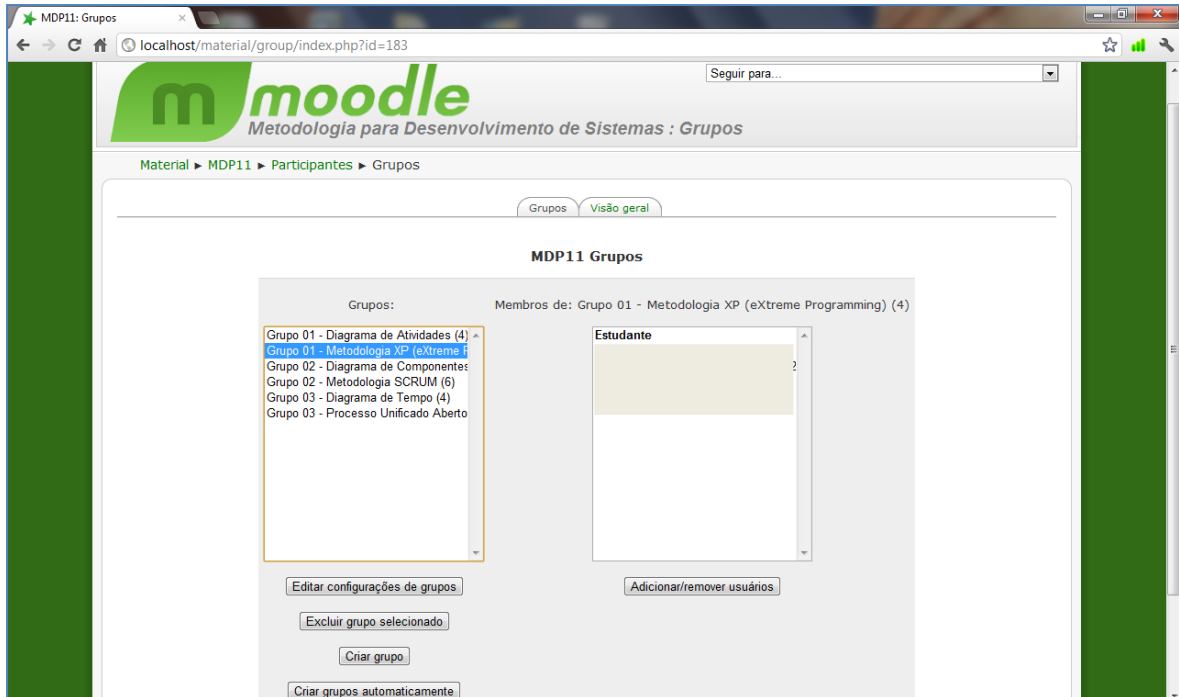 MDP11: Grupos
localhost/material/group/index.php?id=183
m moodle
Seguir para...
Metodologia para Desenvolvimento de Sistemas : Grupos
Material ► MDP11 ► Participantes ► Grupos
Grupos Visão geral
MDP11 Grupos
Grupos:
Grupo 01 - Diagrama de Atividades (4)
Grupo 01 - Metodologia XP (eXtreme P
Grupo 02 - Diagrama de Componentes
Grupo 02 - Metodologia SCRUM (6)
Grupo 03 - Diagrama de Tempo (4)
Grupo 03 - Processo Unificado Aberto
Editar configurações de grupos
Excluir grupo selecionado
Criar grupo
Criar grupos automaticamente
Membros de: Grupo 01 - Metodologia XP (eXtreme Programming) (4)
Estudante
2
Adicionar/remover usuários